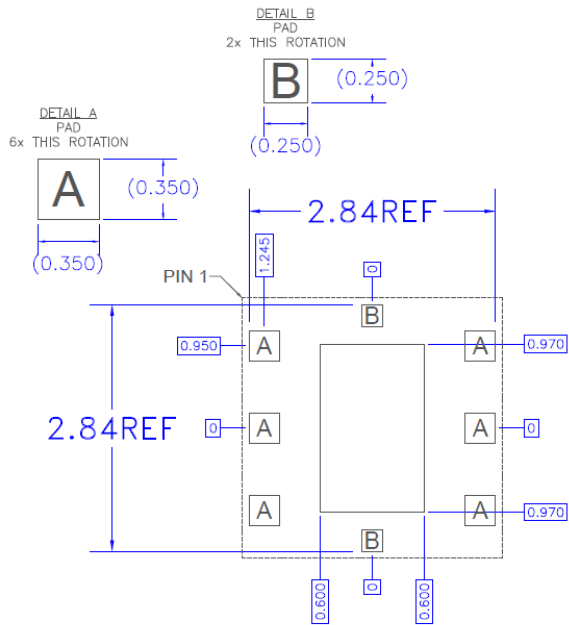 DETAIL B
PAD
2x THIS ROTATION
B
(0.250)
(0.250)
DETAIL A
PAD
6x THIS ROTATION
A
(0.350)
(0.350)
2.84REF
1.245
0
PIN 1
B
0.950
A
A
0.970
2.84REF
0
A
A
0
A
A
0.970
B
0.600
0
0.600